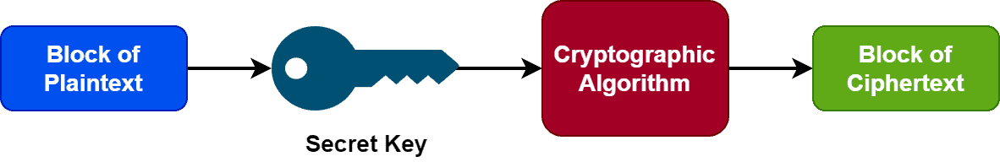 Block of
Plaintext
Secret Key
Cryptographic
Algorithm
Block of
Ciphertext